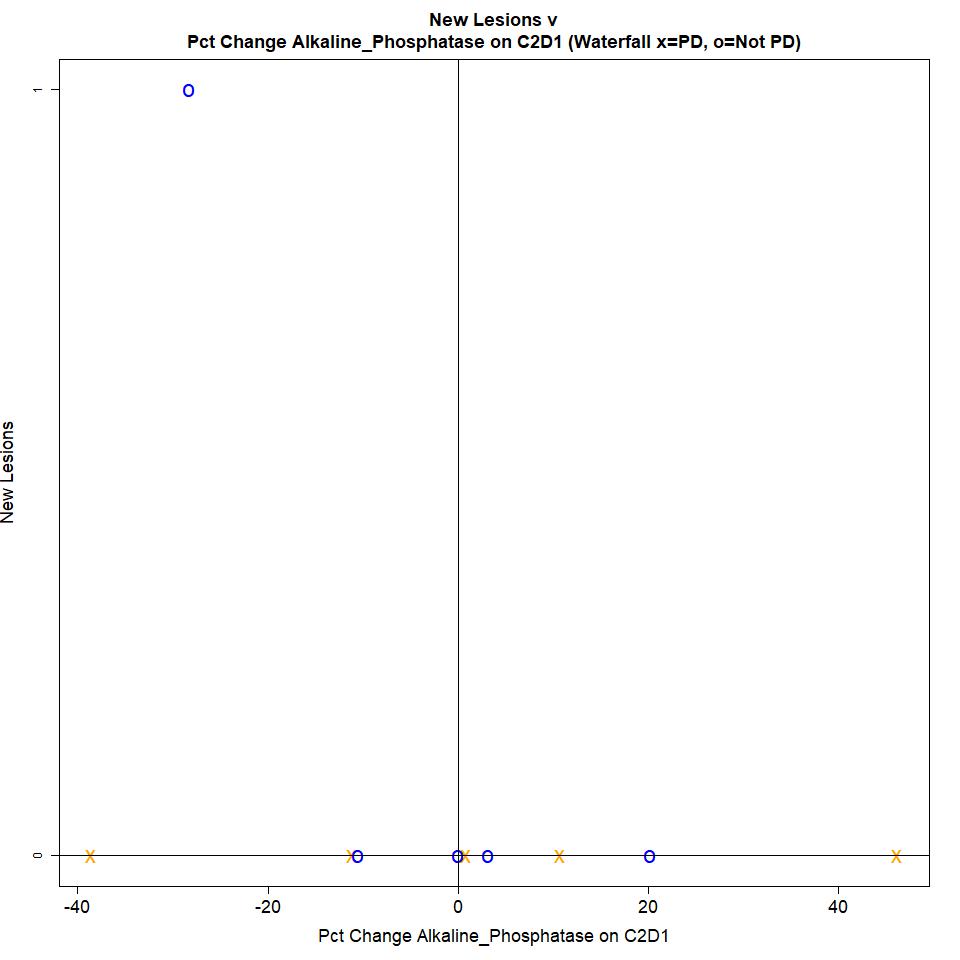 New Lesions v
Pct Change Alkaline_Phosphatase on C2D1 (Waterfall x=PD, o=Not PD)
1
New Lesions
0
o
x
x
o
o
x
o
x
o
x
-40
-20
0
20
40
Pct Change Alkaline_Phosphatase on C2D1